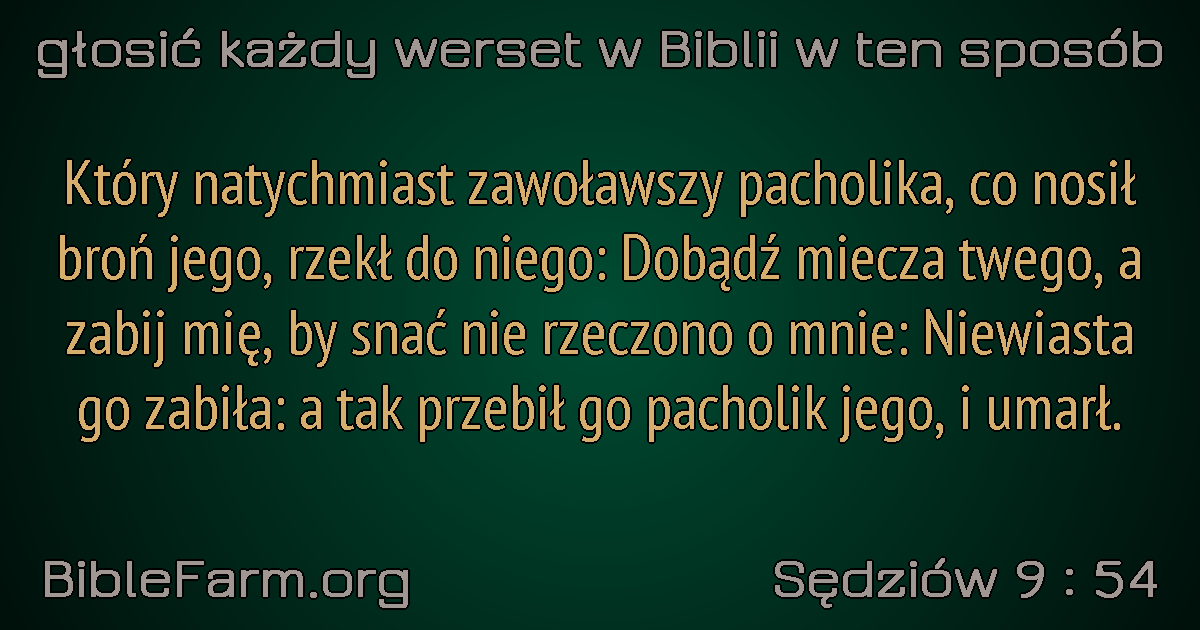 głosić każdy werset w Biblii w ten sposób
Który natychmiast zawoławszy pacholika, co nosił
broń jego, rzekł do niego: Dobądź miecza twego, a
zabij mię, by snać nie rzeczono o mnie: Niewiasta
go zabiła: a tak przebił go pacholik jego, i umarł.
BibleFarm.org
Sędziów 9 : 54